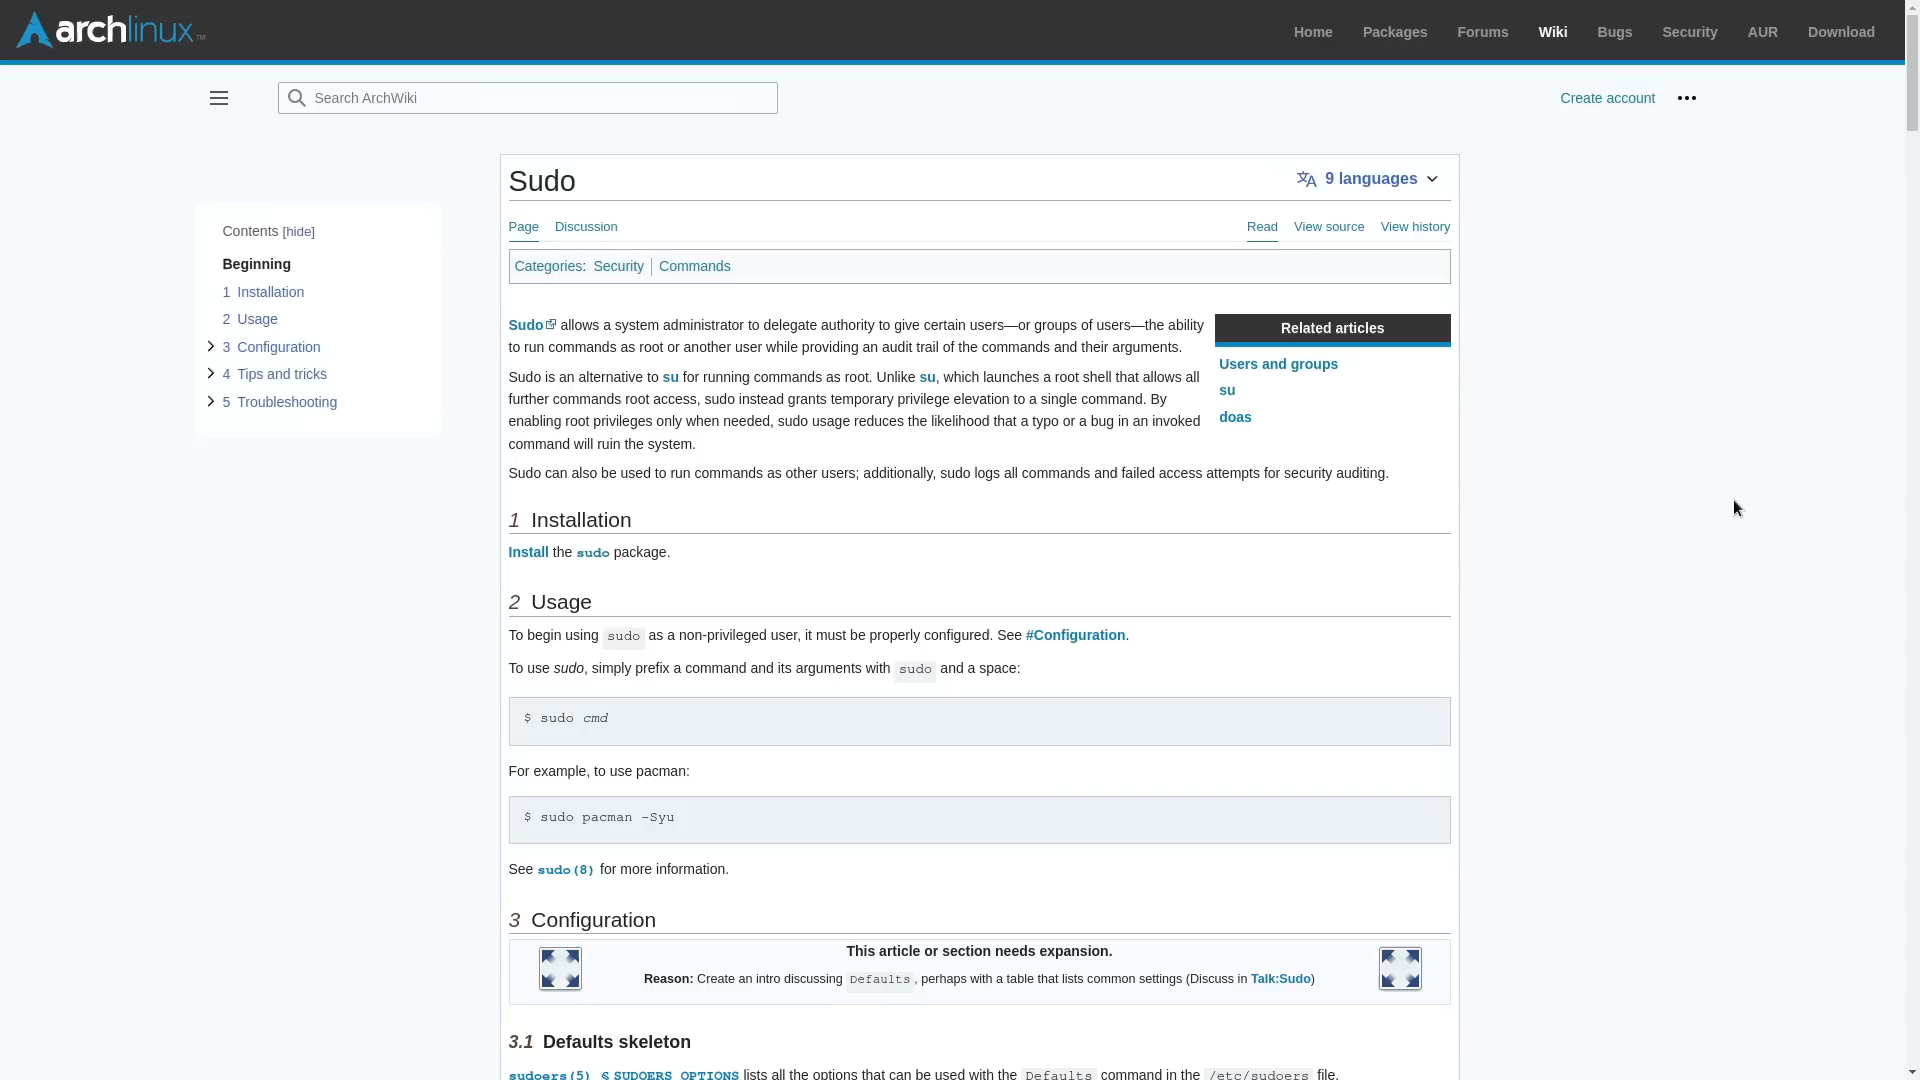 archlinux™
Home Packages Forums Wiki Bugs Security AUR Download
Search ArchWiki
Create account
Sudo
9 languages
Contents [hide]
Beginning
1 Installation
2 Usage
3 Configuration
4 Tips and tricks
5 Troubleshooting
Page Discussion
Read View source View history
Categories: Security Commands
Sudo allows a system administrator to delegate authority to give certain users—or groups of users—the ability
to run commands as root or another user while providing an audit trail of the commands and their arguments.
Sudo is an alternative to su for running commands as root. Unlike su, which launches a root shell that allows all
further commands root access, sudo instead grants temporary privilege elevation to a single command. By
enabling root privileges only when needed, sudo usage reduces the likelihood that a typo or a bug in an invoked
command will ruin the system.
Related articles
Users and groups
su
doas
Sudo can also be used to run commands as other users; additionally, sudo logs all commands and failed access attempts for security auditing.
1 Installation
Install the sudo package.
2 Usage
To begin using sudo as a non-privileged user, it must be properly configured. See #Configuration.
To use sudo, simply prefix a command and its arguments with sudo and a space:
$ sudo cmd
For example, to use pacman:
$ sudo pacman -Syu
See sudo(8) for more information.
3 Configuration
This article or section needs expansion.
Reason: Create an intro discussing Defaults, perhaps with a table that lists common settings (Discuss in Talk:Sudo)
3.1 Defaults skeleton
sudoers(5) § SUDOERS OPTIONS lists all the options that can be used with the Defaults command in the /etc/sudoers file.